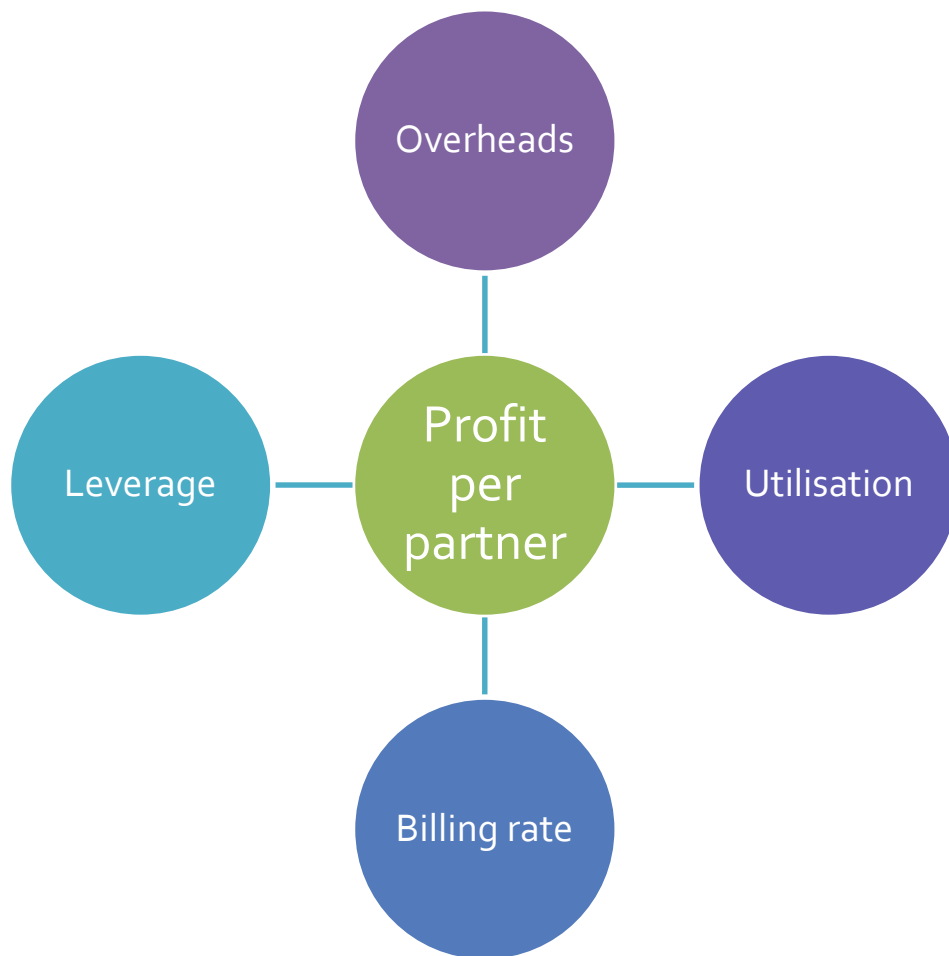 Overheads
Leverage
Profit
per
partner
Utilisation
Billing rate